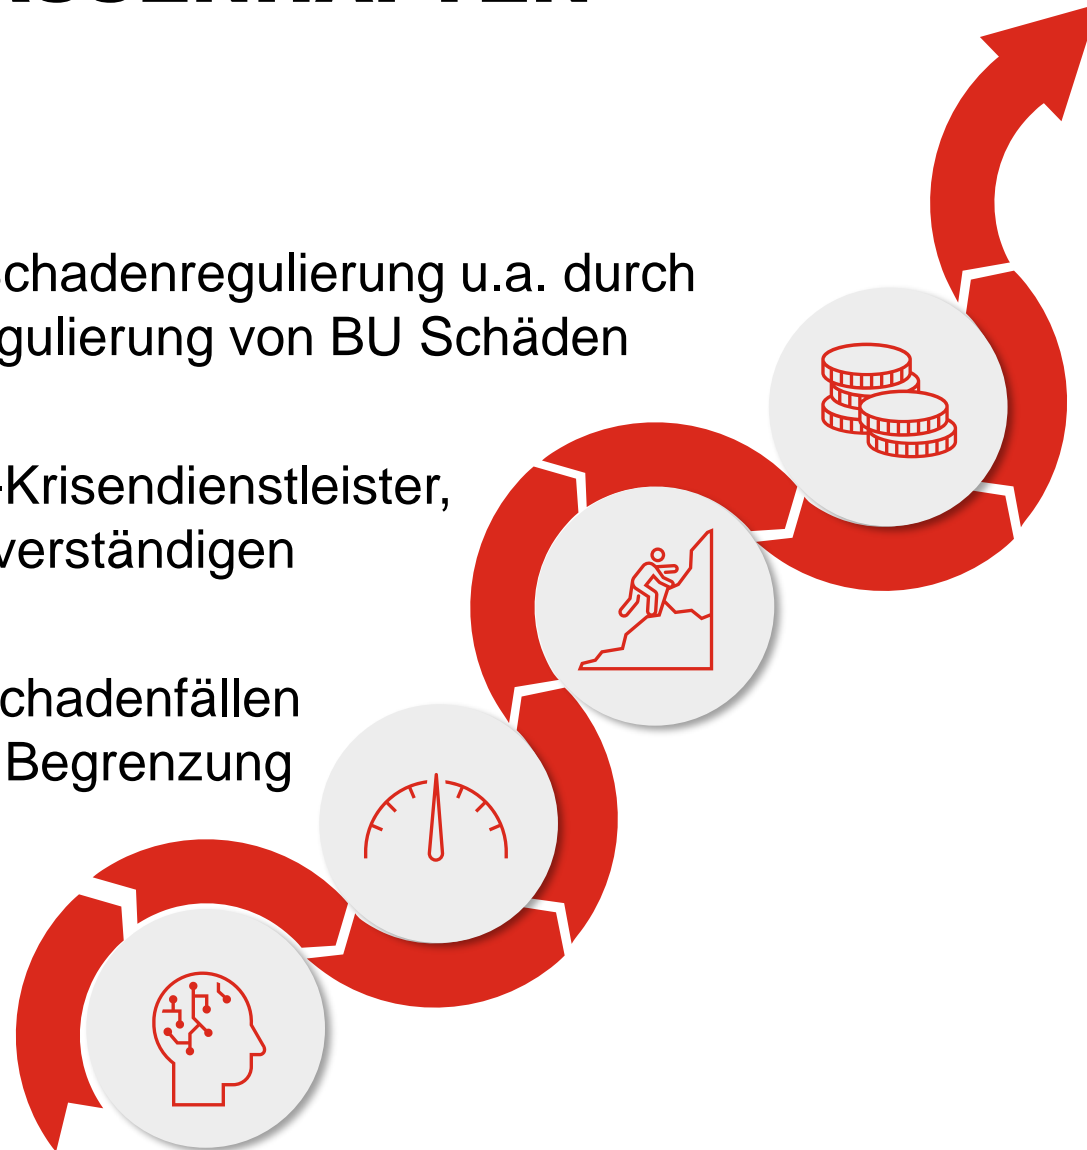 chadenregulierung u.a. durch
gulierung von BU Schäden
-Krisendienstleister,
verständigen
chadenfällen
Begrenzung